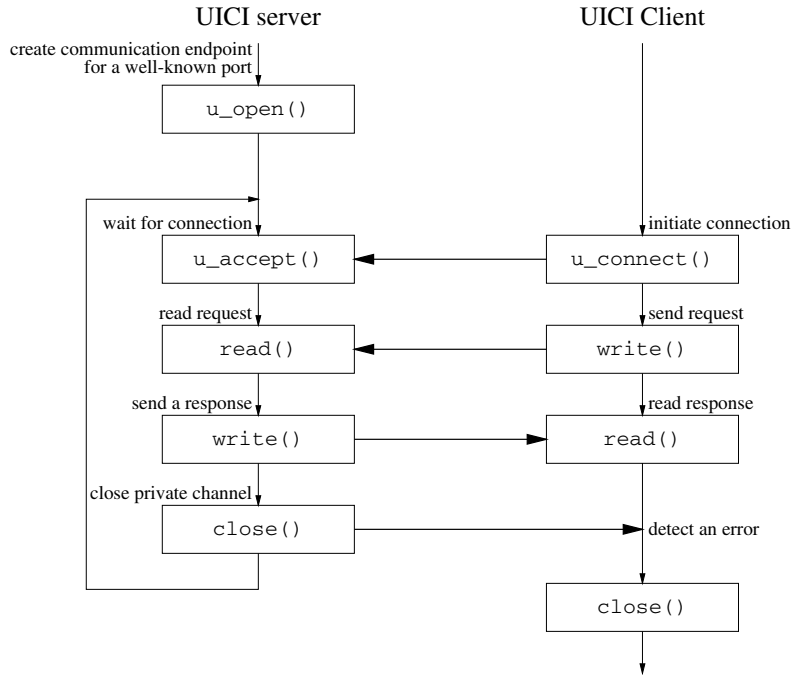 UICI server
UICI Client
create communication endpoint
for a well-known port
u_open()
wait for connection
initiate connection
u_accept()
u_connect()
read request
send request
read()
write()
send a response
read response
write()
read()
close private channel
close()
detect an error
close()